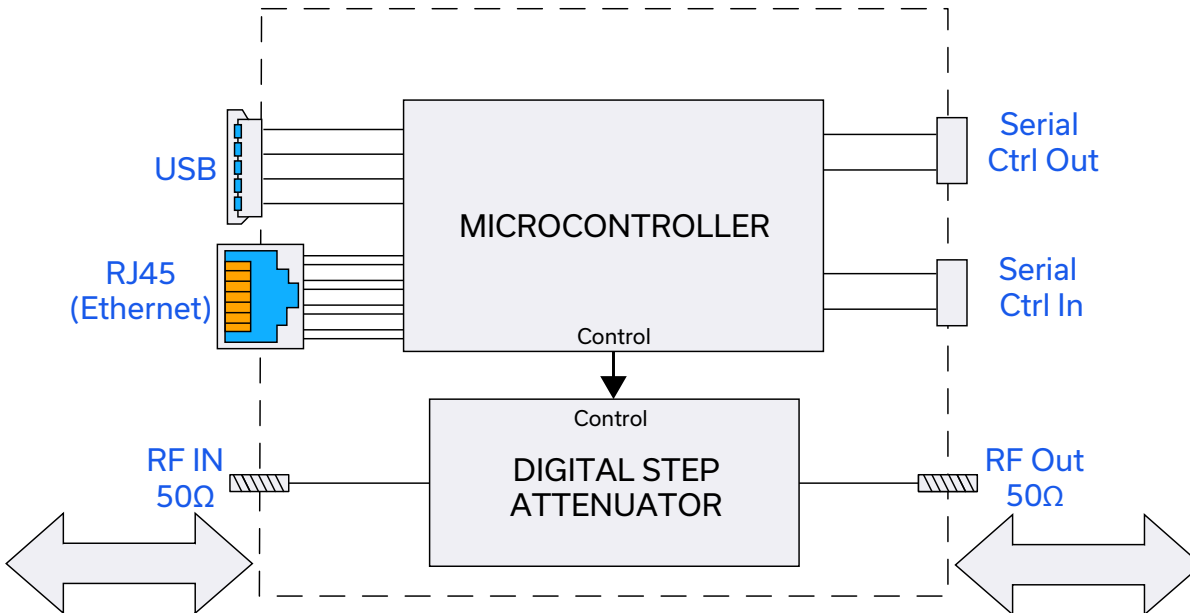 USB
Serial
Ctrl Out
MICROCONTROLLER
RJ45
(Ethernet)
Serial
Ctrl In
Control
Control
RF IN
50Ω
DIGITAL STEP
ATTENUATOR
RF Out
50Ω